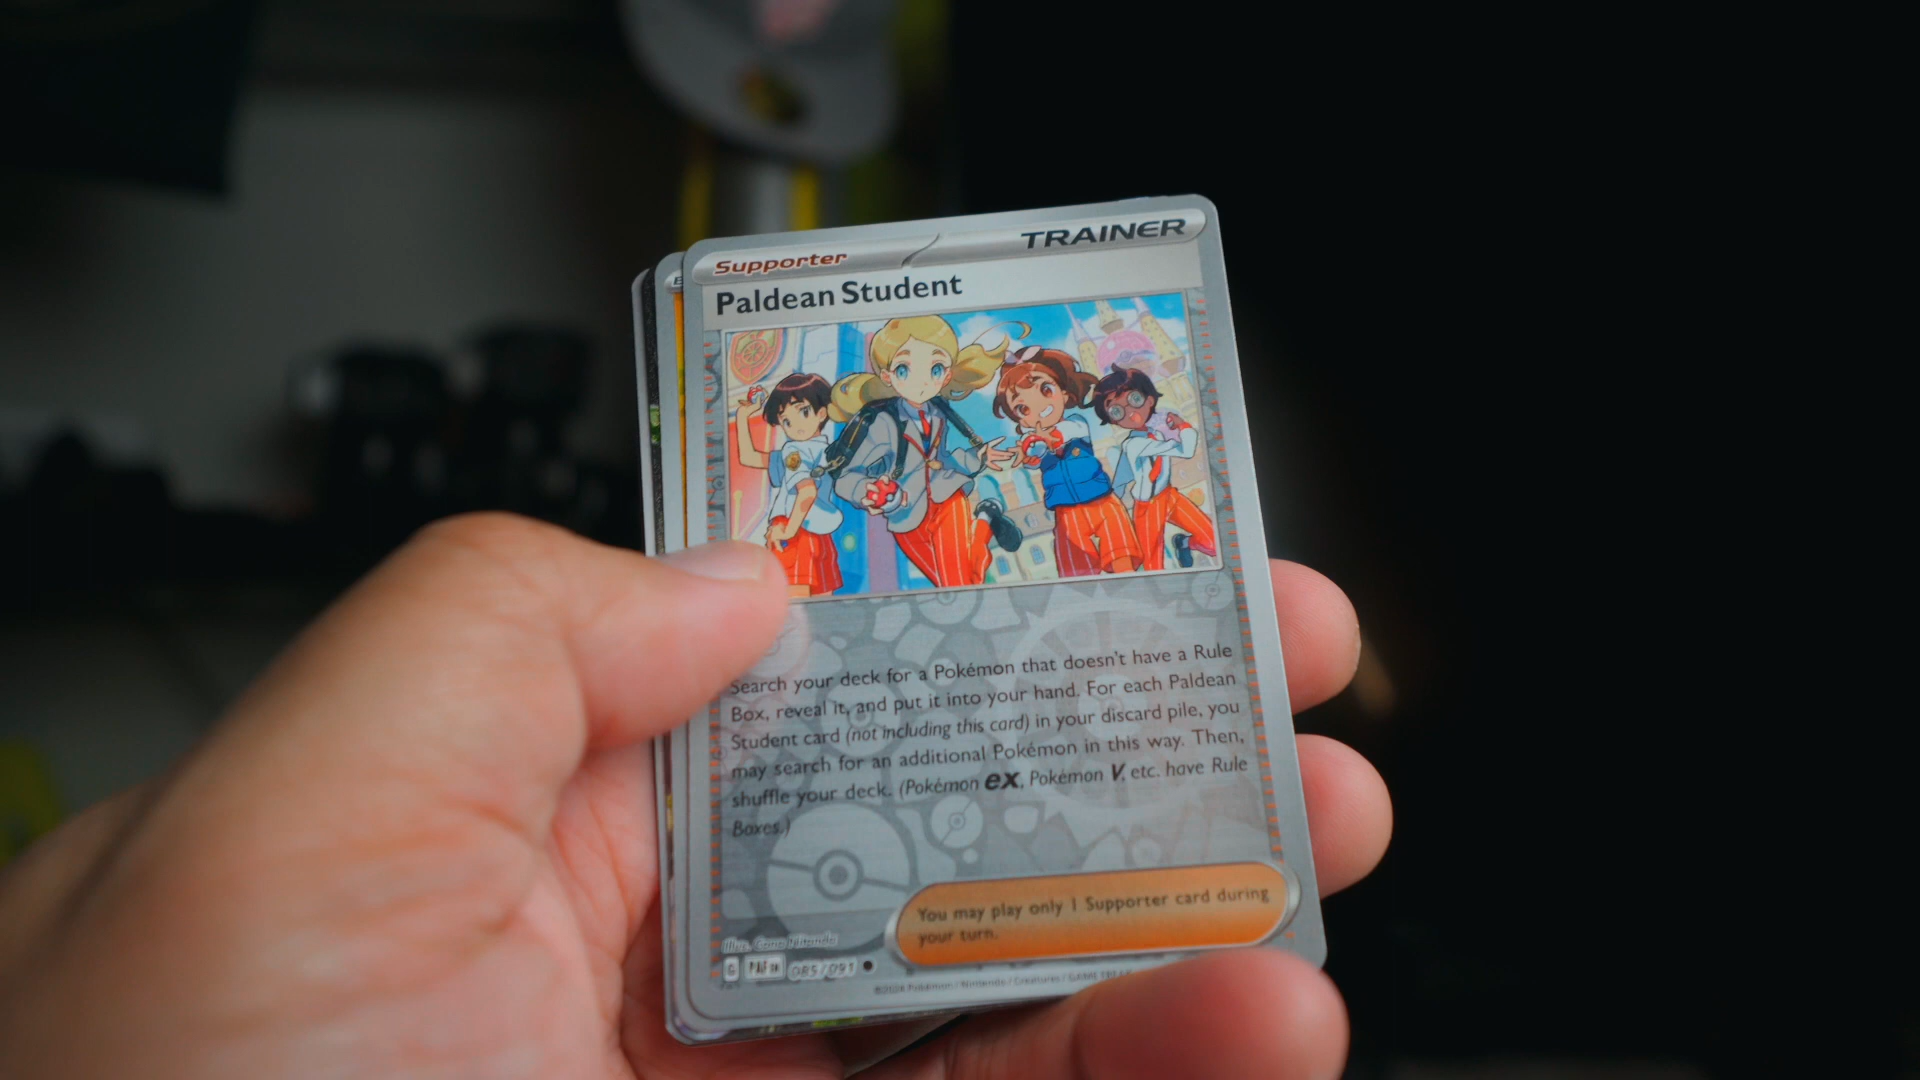 Supporter
TRAINER
Paldean Student
Search your deck for a Pokémon that doesn't have a Rule
Box, reveal it, and put it into your hand. For each Paldean
Student card (not including this card) in your discard pile, you
may search for an additional Pokémon in this way. Then,
shuffle your deck. (Pokémon ex, Pokémon V, etc. have Rule
Boxes.)
You may play only 1 Supporter card during
your turn.
Illus.
G PAF EN 085/091
©2024 Pokémon / Nintendo / Creatures / GAME FREAK